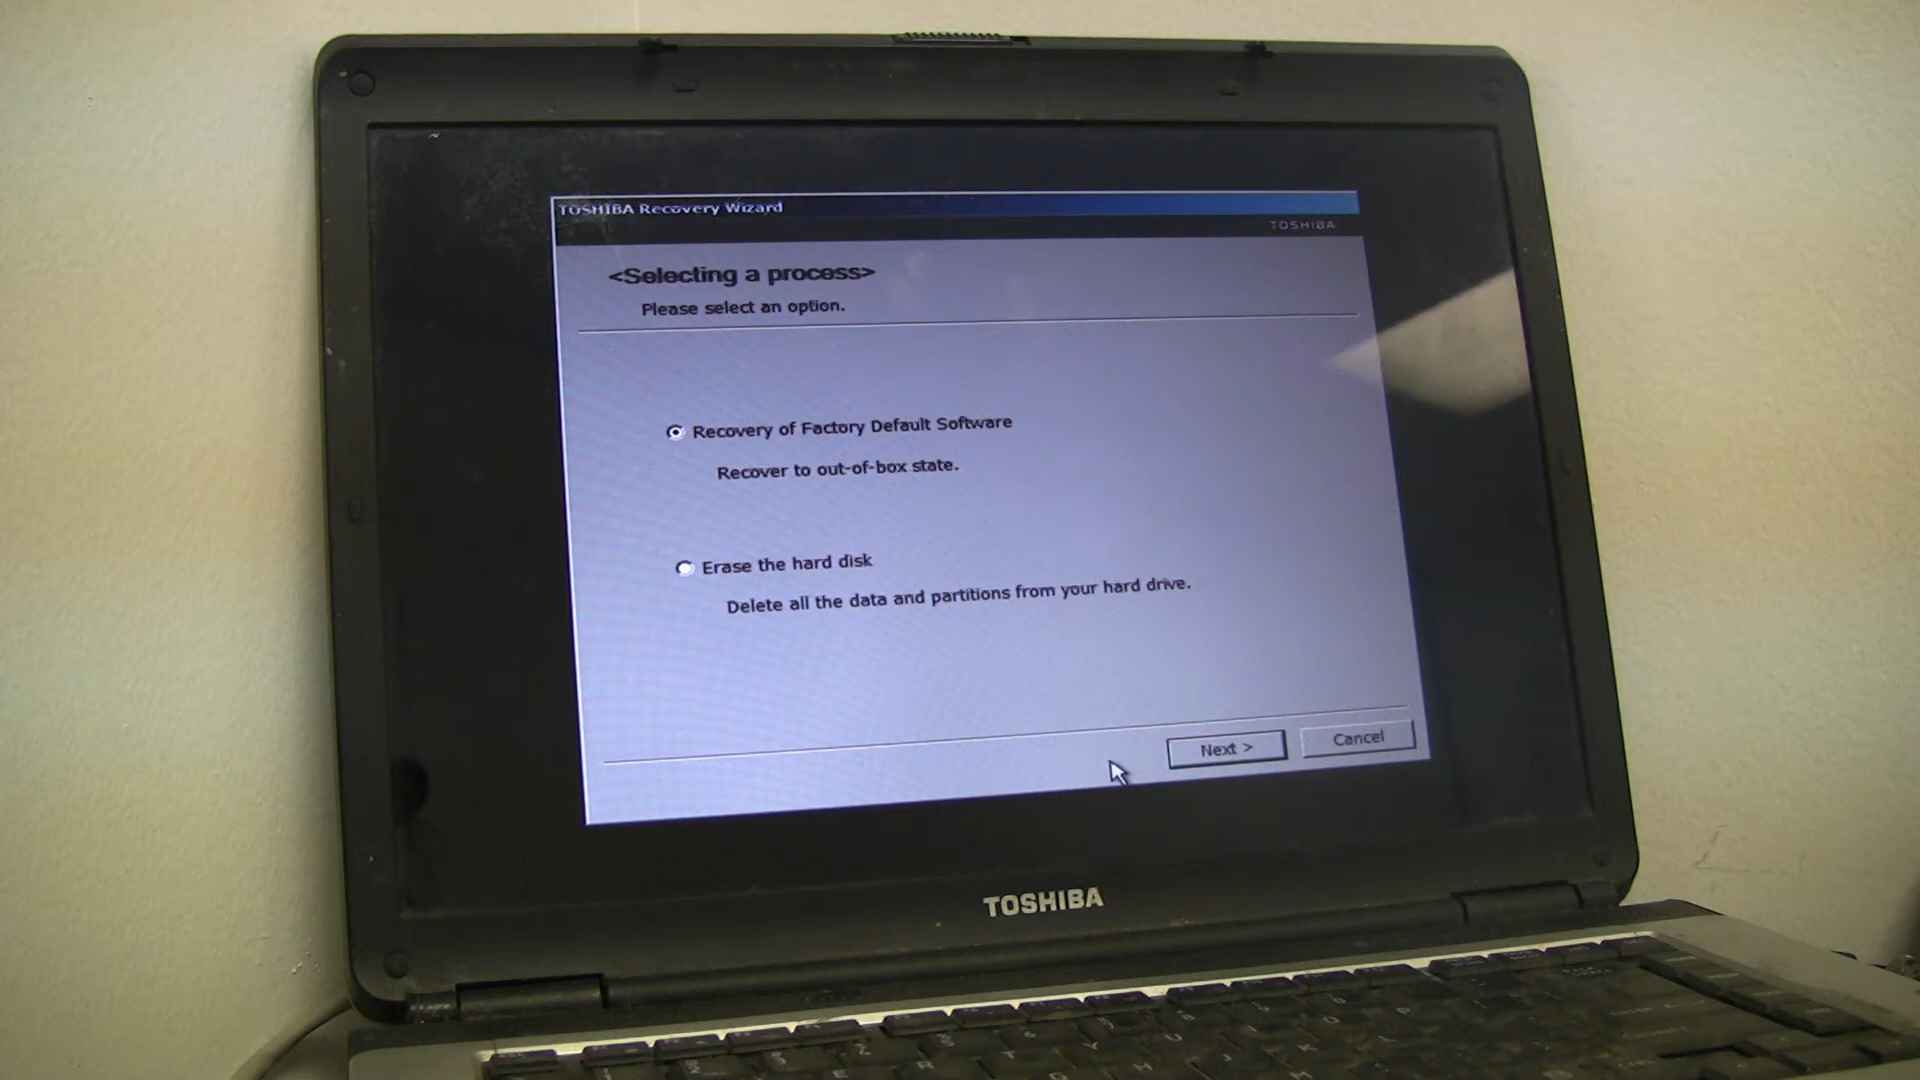 TOSHIBA Recovery Wizard
TOSHIBA
<Selecting a process>
Please select an option.
Recovery of Factory Default Software
Recover to out-of-box state.
Erase the hard disk
Delete all the data and partitions from your hard drive.
Next >
Cancel
TOSHIBA